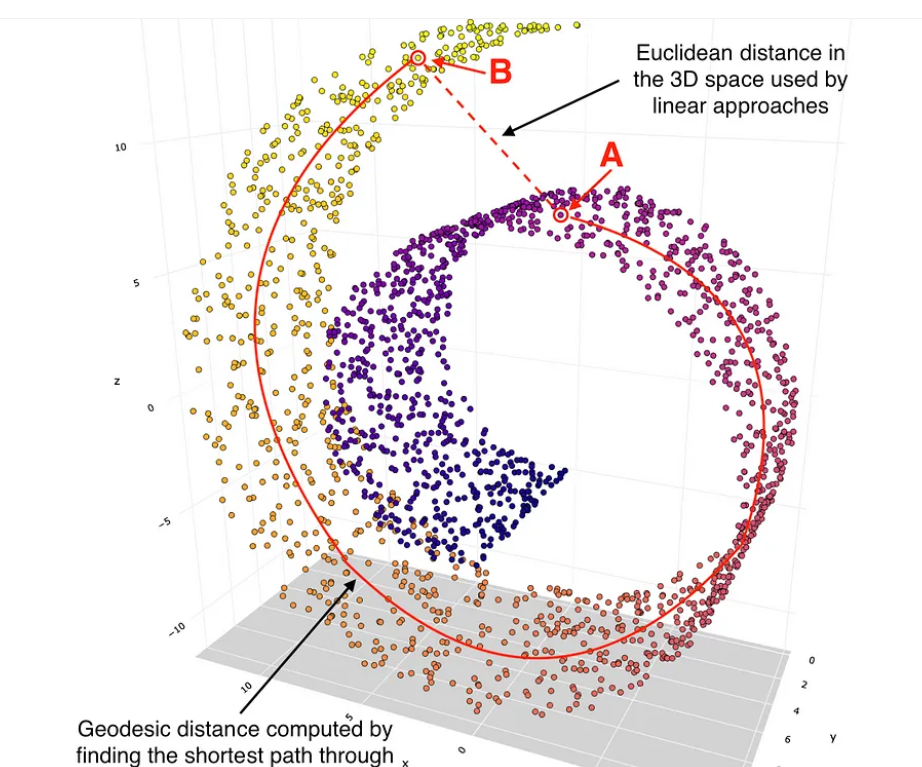 Euclidean distance in
the 3D space used by
linear approaches
B
A
10
5
z
0
−5
−10
10
5
0
x
0
2
4
6
y
Geodesic distance computed by
finding the shortest path through